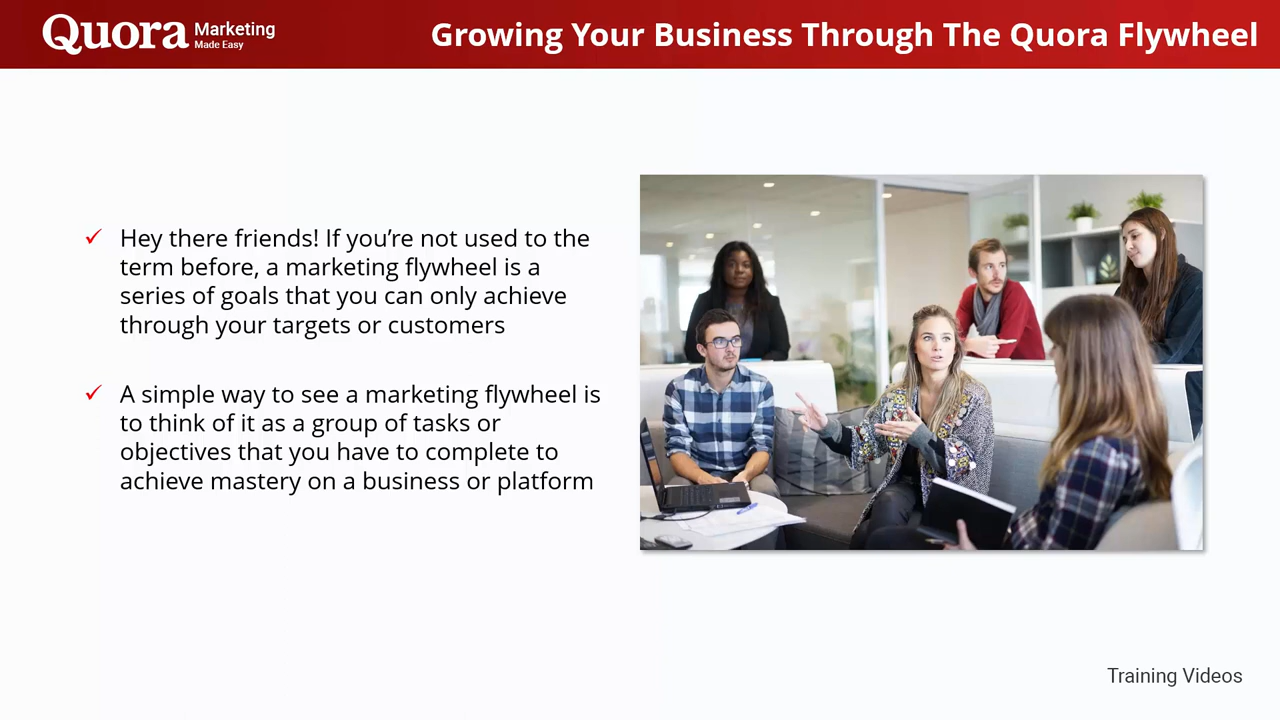 Quora Marketing
Made Easy
Growing Your Business Through The Quora Flywheel
✓ Hey there friends! If you’re not used to the
term before, a marketing flywheel is a
series of goals that you can only achieve
through your targets or customers
✓ A simple way to see a marketing flywheel is
to think of it as a group of tasks or
objectives that you have to complete to
achieve mastery on a business or platform
Training Videos